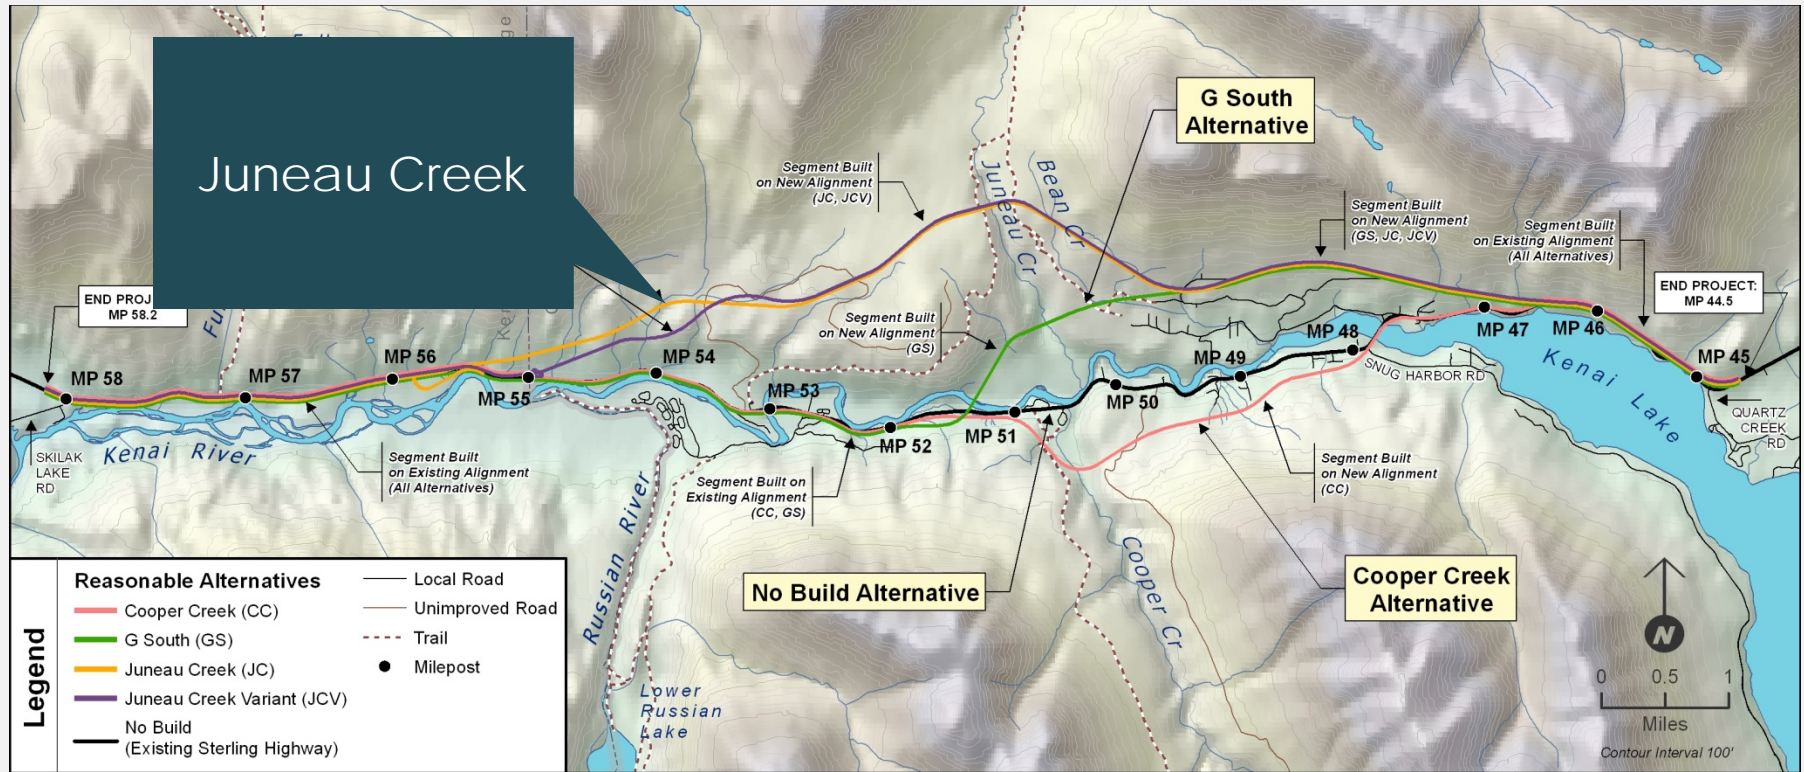 Juneau Creek
G South
Alternative
Segment Built
on New Alignment
(JC, JCV)
Juneau Cr
Bean Cr
Segment Built
on New Alignment
(GS, JC, JCV)
Segment Built
on Existing Alignment
(All Alternatives)
MP 58.2
END PROJECT:
MP 44.5
Segment Built
on New Alignment
(GS)
MP 58
MP 57
MP 56
MP 55
MP 54
MP 53
MP 52
MP 51
MP 50
MP 49
MP 48
MP 47
MP 46
MP 45
SNUG HARBOR RD
Kenai Lake
QUARTZ
CREEK
RD
SKILAK
LAKE
RD
Kenai River
Segment Built
on Existing Alignment
(All Alternatives)
Segment Built on
Existing Alignment
(CC, GS)
Segment Built
on New Alignment
(CC)
Russian River
Cooper Cr
No Build Alternative
Cooper Creek
Alternative
Lower
Russian
Lake
Legend
Reasonable Alternatives
Cooper Creek (CC)
G South (GS)
Juneau Creek (JC)
Juneau Creek Variant (JCV)
No Build
(Existing Sterling Highway)
Local Road
Unimproved Road
Trail
Milepost
N
0 0.5 1
Miles
Contour Interval 100'